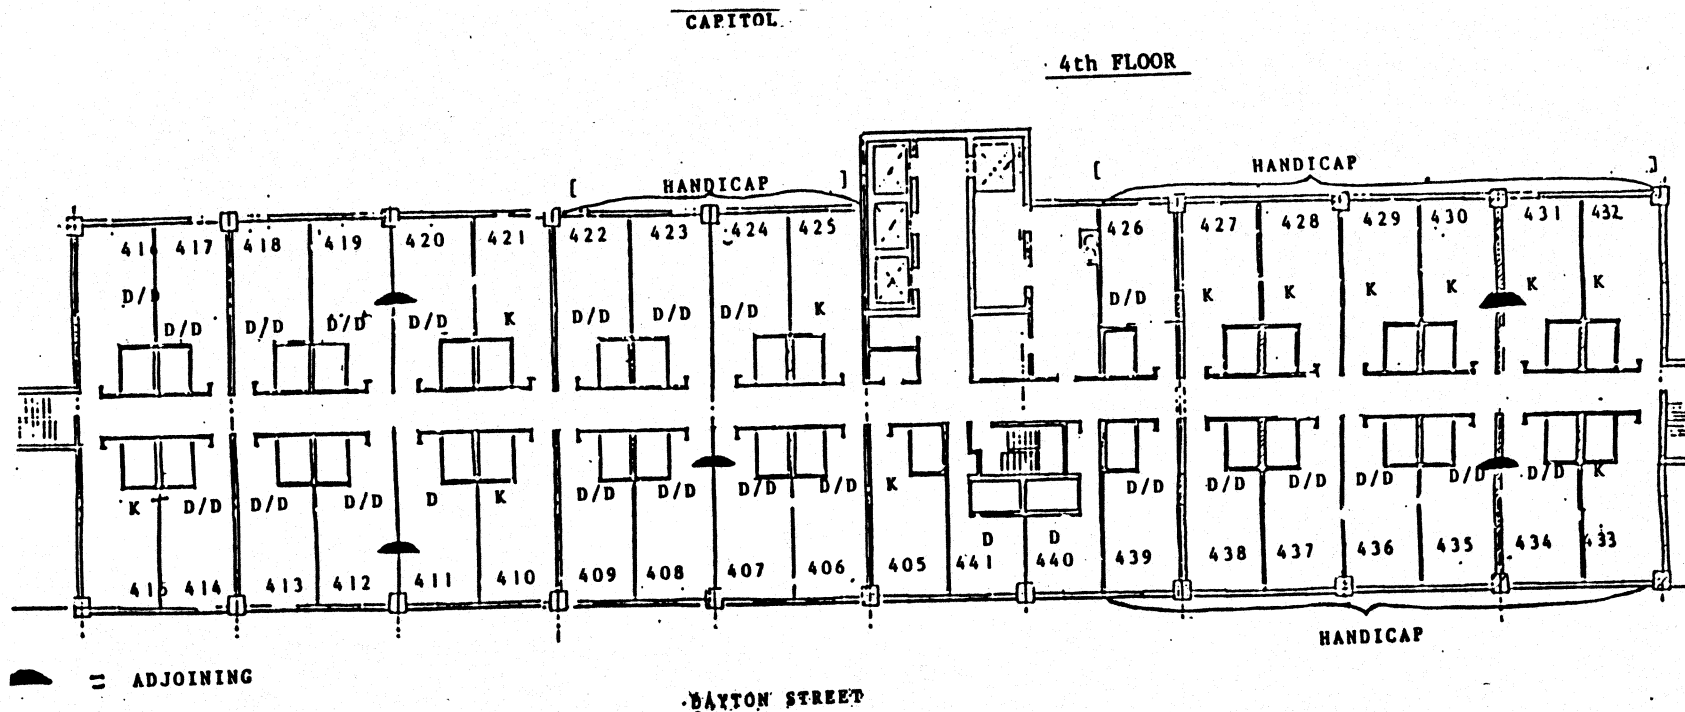 CAPITOL
4th FLOOR
[ HANDICAP ]
[ HANDICAP ]
416 417 418 419 420 421 422 423 424 425 426 427 428 429 430 431 432
D/D D/D D/D D/D D/D K D/D D/D D/D K D/D K K K K K K
K D/D D/D D/D D K D/D D/D D/D D/D K D D D/D D/D D/D D/D D/D D/D K
415 414 413 412 411 410 409 408 407 406 405 441 440 439 438 437 436 435 434 433
HANDICAP
= ADJOINING
DAYTON STREET